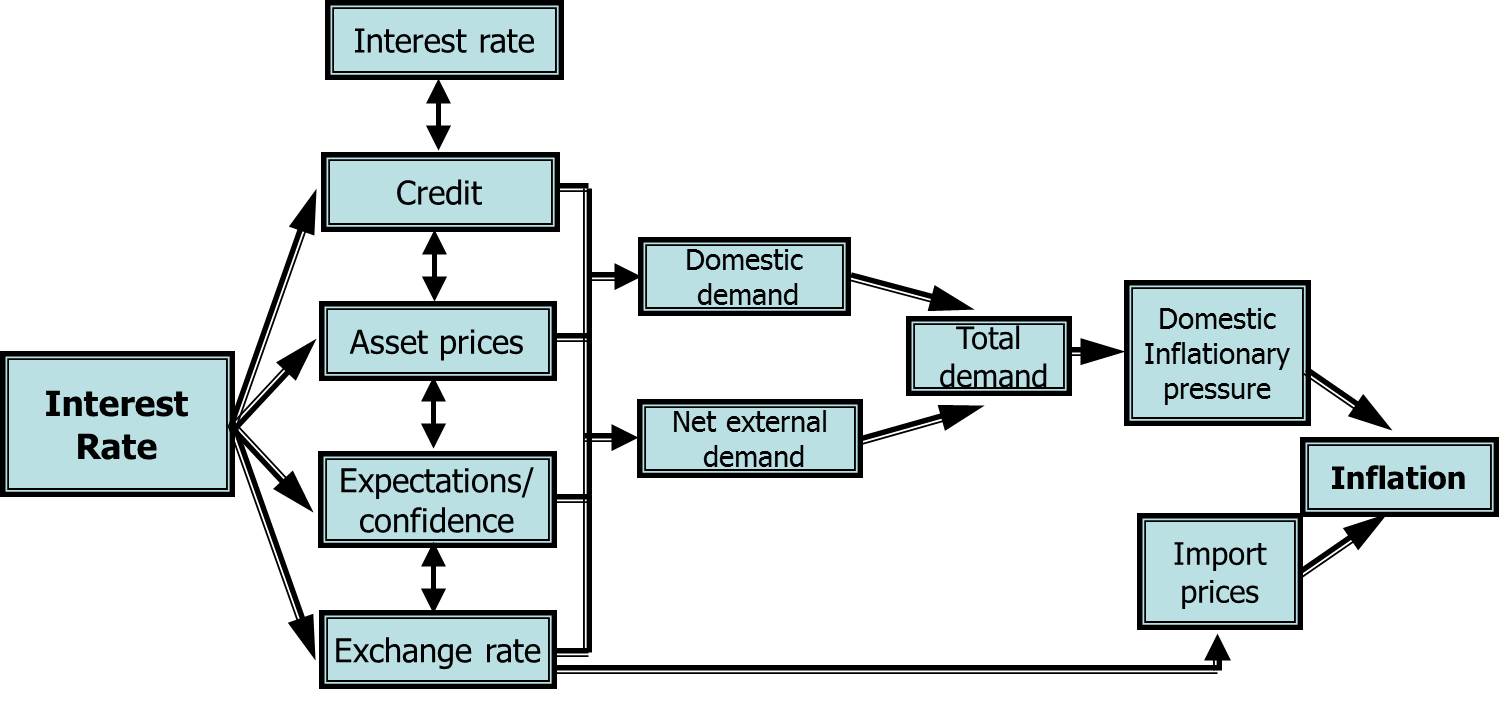 Interest rate
Credit
Asset prices
Expectations/
confidence
Exchange rate
Interest
Rate
Domestic
demand
Net external
demand
Total
demand
Domestic
Inflationary
pressure
Import
prices
Inflation